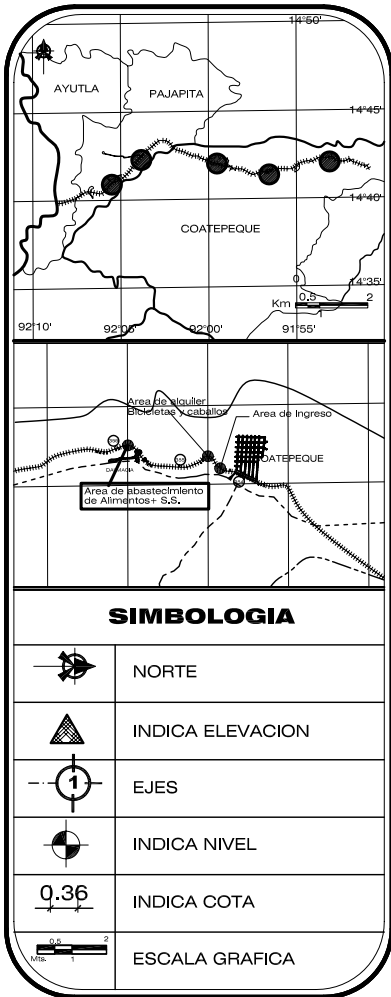 14°50'
AYUTLA
PAJAPITA
14°45'
14°40'
COATEPEQUE
14°35'
0
0.5
2
Km
1
92°10'
92°05'
92°00'
91°55'
Area de alquiler
Bicicletas y caballos
Area de Ingreso
OATEPEQUE
Area de abastecimiento
de Alimentos+ S.S.
SIMBOLOGIA
NORTE
INDICA ELEVACION
1
EJES
INDICA NIVEL
0.36
INDICA COTA
0.5
2
Mts.
1
ESCALA GRAFICA